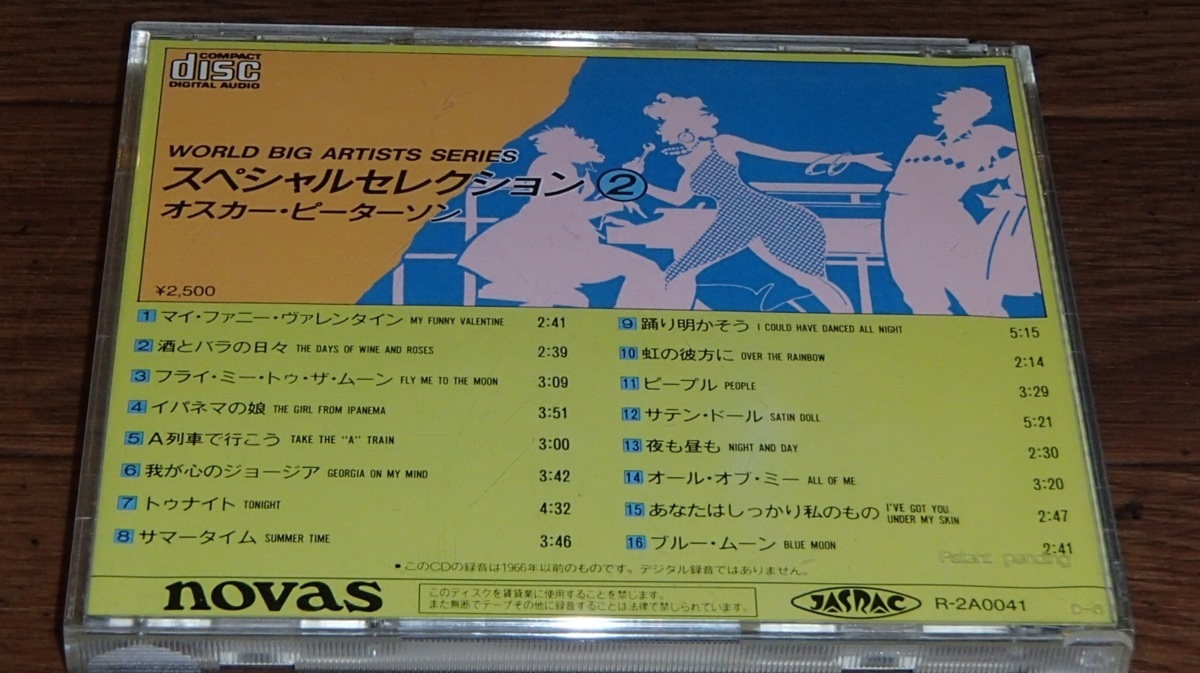 COMPACT
disc
DIGITAL AUDIO
WORLD BIG ARTISTS SERIES
スペシャルセレクション ②
オスカー・ピーターソン
¥2,500
1 マイ・ファニー・ヴァレンタイン MY FUNNY VALENTINE 2:41
2 酒とバラの日々 THE DAYS OF WINE AND ROSES 2:39
3 フライ・ミー・トゥ・ザ・ムーン FLY ME TO THE MOON 3:09
4 イパネマの娘 THE GIRL FROM IPANEMA 3:51
5 A列車で行こう TAKE THE "A" TRAIN 3:00
6 我が心のジョージア GEORGIA ON MY MIND 3:42
7 トゥナイト TONIGHT 4:32
8 サマータイム SUMMER TIME 3:46
9 踊り明かそう I COULD HAVE DANCED ALL NIGHT 5:15
10 虹の彼方に OVER THE RAINBOW 2:14
11 ピープル PEOPLE 3:29
12 サテン・ドール SATIN DOLL 5:21
13 夜も昼も NIGHT AND DAY 2:30
14 オール・オブ・ミー ALL OF ME 3:20
15 あなたはしっかり私のもの I'VE GOT YOU UNDER MY SKIN 2:47
16 ブルー・ムーン BLUE MOON 2:41
Patent pending
•このCDの録音は1966年以前のものです。デジタル録音ではありません。
novas
このディスクを賃貸業に使用することを禁じます。
また無断でテープその他に録音することは法律で禁じられています。
JASRAC
R-2A0041
D-6